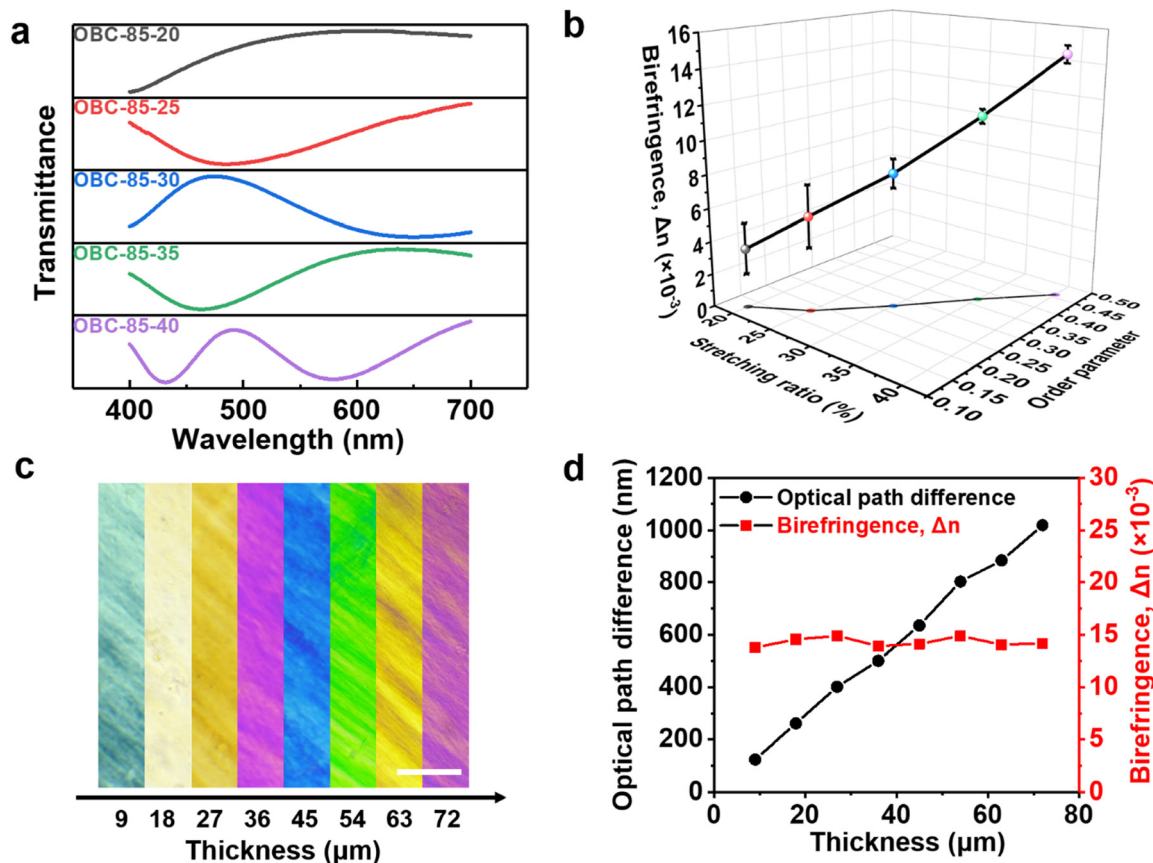 a
OBC-85-20
OBC-85-25
OBC-85-30
OBC-85-35
OBC-85-40
Transmittance
400 500 600 700
Wavelength (nm)
b
16
14
12
10
8
6
4
2
0
Birefringence, Δn (×10⁻³)
20
25
30
35
40
Stretching ratio (%)
0.50
0.45
0.40
0.35
0.30
0.25
0.20
0.15
0.10
Order parameter
c
9 18 27 36 45 54 63 72
Thickness (μm)
d
1200
1000
800
600
400
200
0
Optical path difference (nm)
Optical path difference
Birefringence, Δn
30
25
20
15
10
5
0
Birefringence, Δn (×10⁻³)
0 20 40 60 80
Thickness (μm)